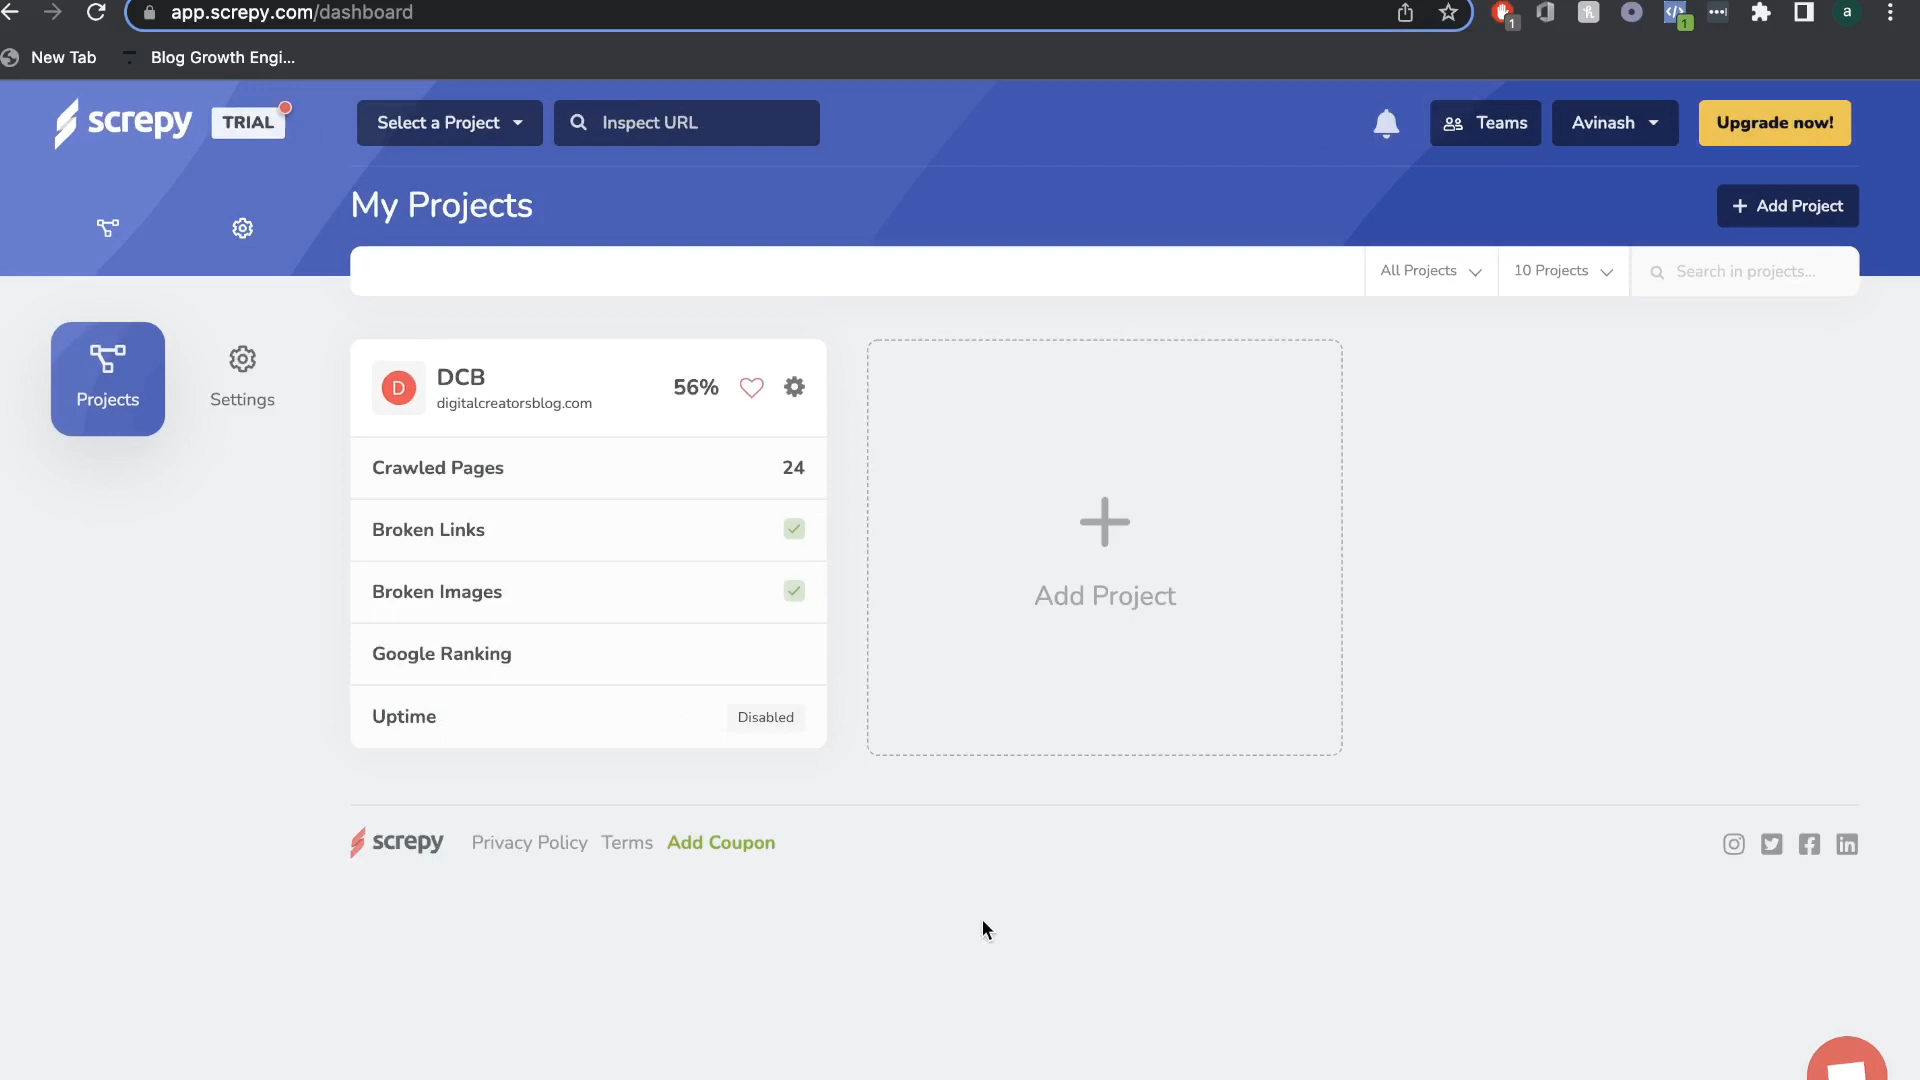 app.screpy.com/dashboard
1
1
a
New Tab
Blog Growth Engi...
screpy
TRIAL
Select a Project
Inspect URL
Teams
Avinash
Upgrade now!
My Projects
+ Add Project
All Projects
10 Projects
Search in projects...
Projects
Settings
D
DCB
digitalcreatorsblog.com
56%
Crawled Pages
24
Broken Links
Broken Images
Google Ranking
Uptime
Disabled
Add Project
screpy
Privacy Policy
Terms
Add Coupon